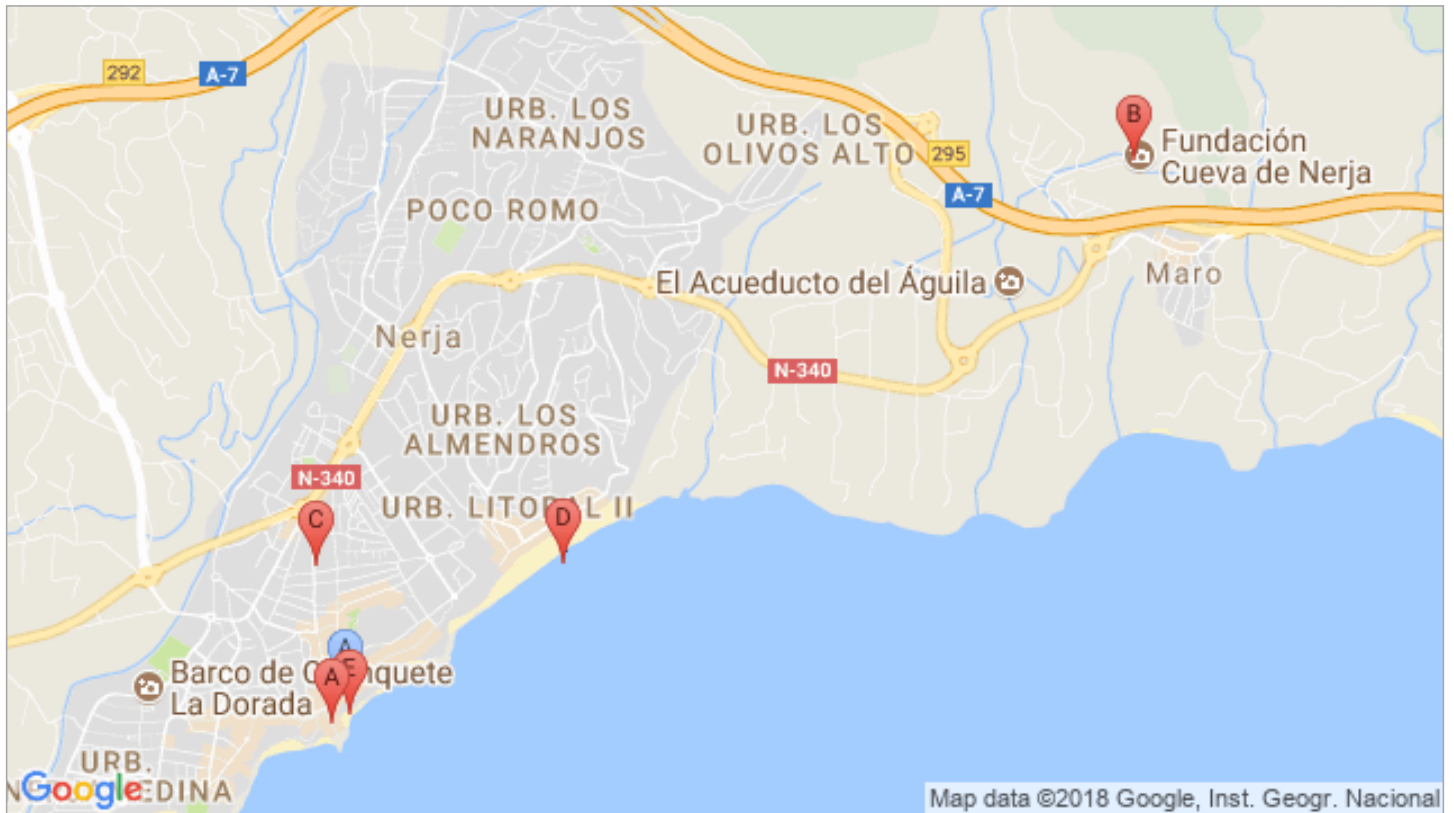 292
A-7
URB. LOS
NARANJOS
URB. LOS
OLIVOS ALTO
295
B
Fundación
Cueva de Nerja
A-7
POCO ROMO
El Acueducto del Águila
Maro
Nerja
N-340
URB. LOS
ALMENDROS
N-340
URB. LITORAL II
C
D
A
Barco de Chanquete
La Dorada
A
URB.
EDINA
Google
Map data ©2018 Google, Inst. Geogr. Nacional